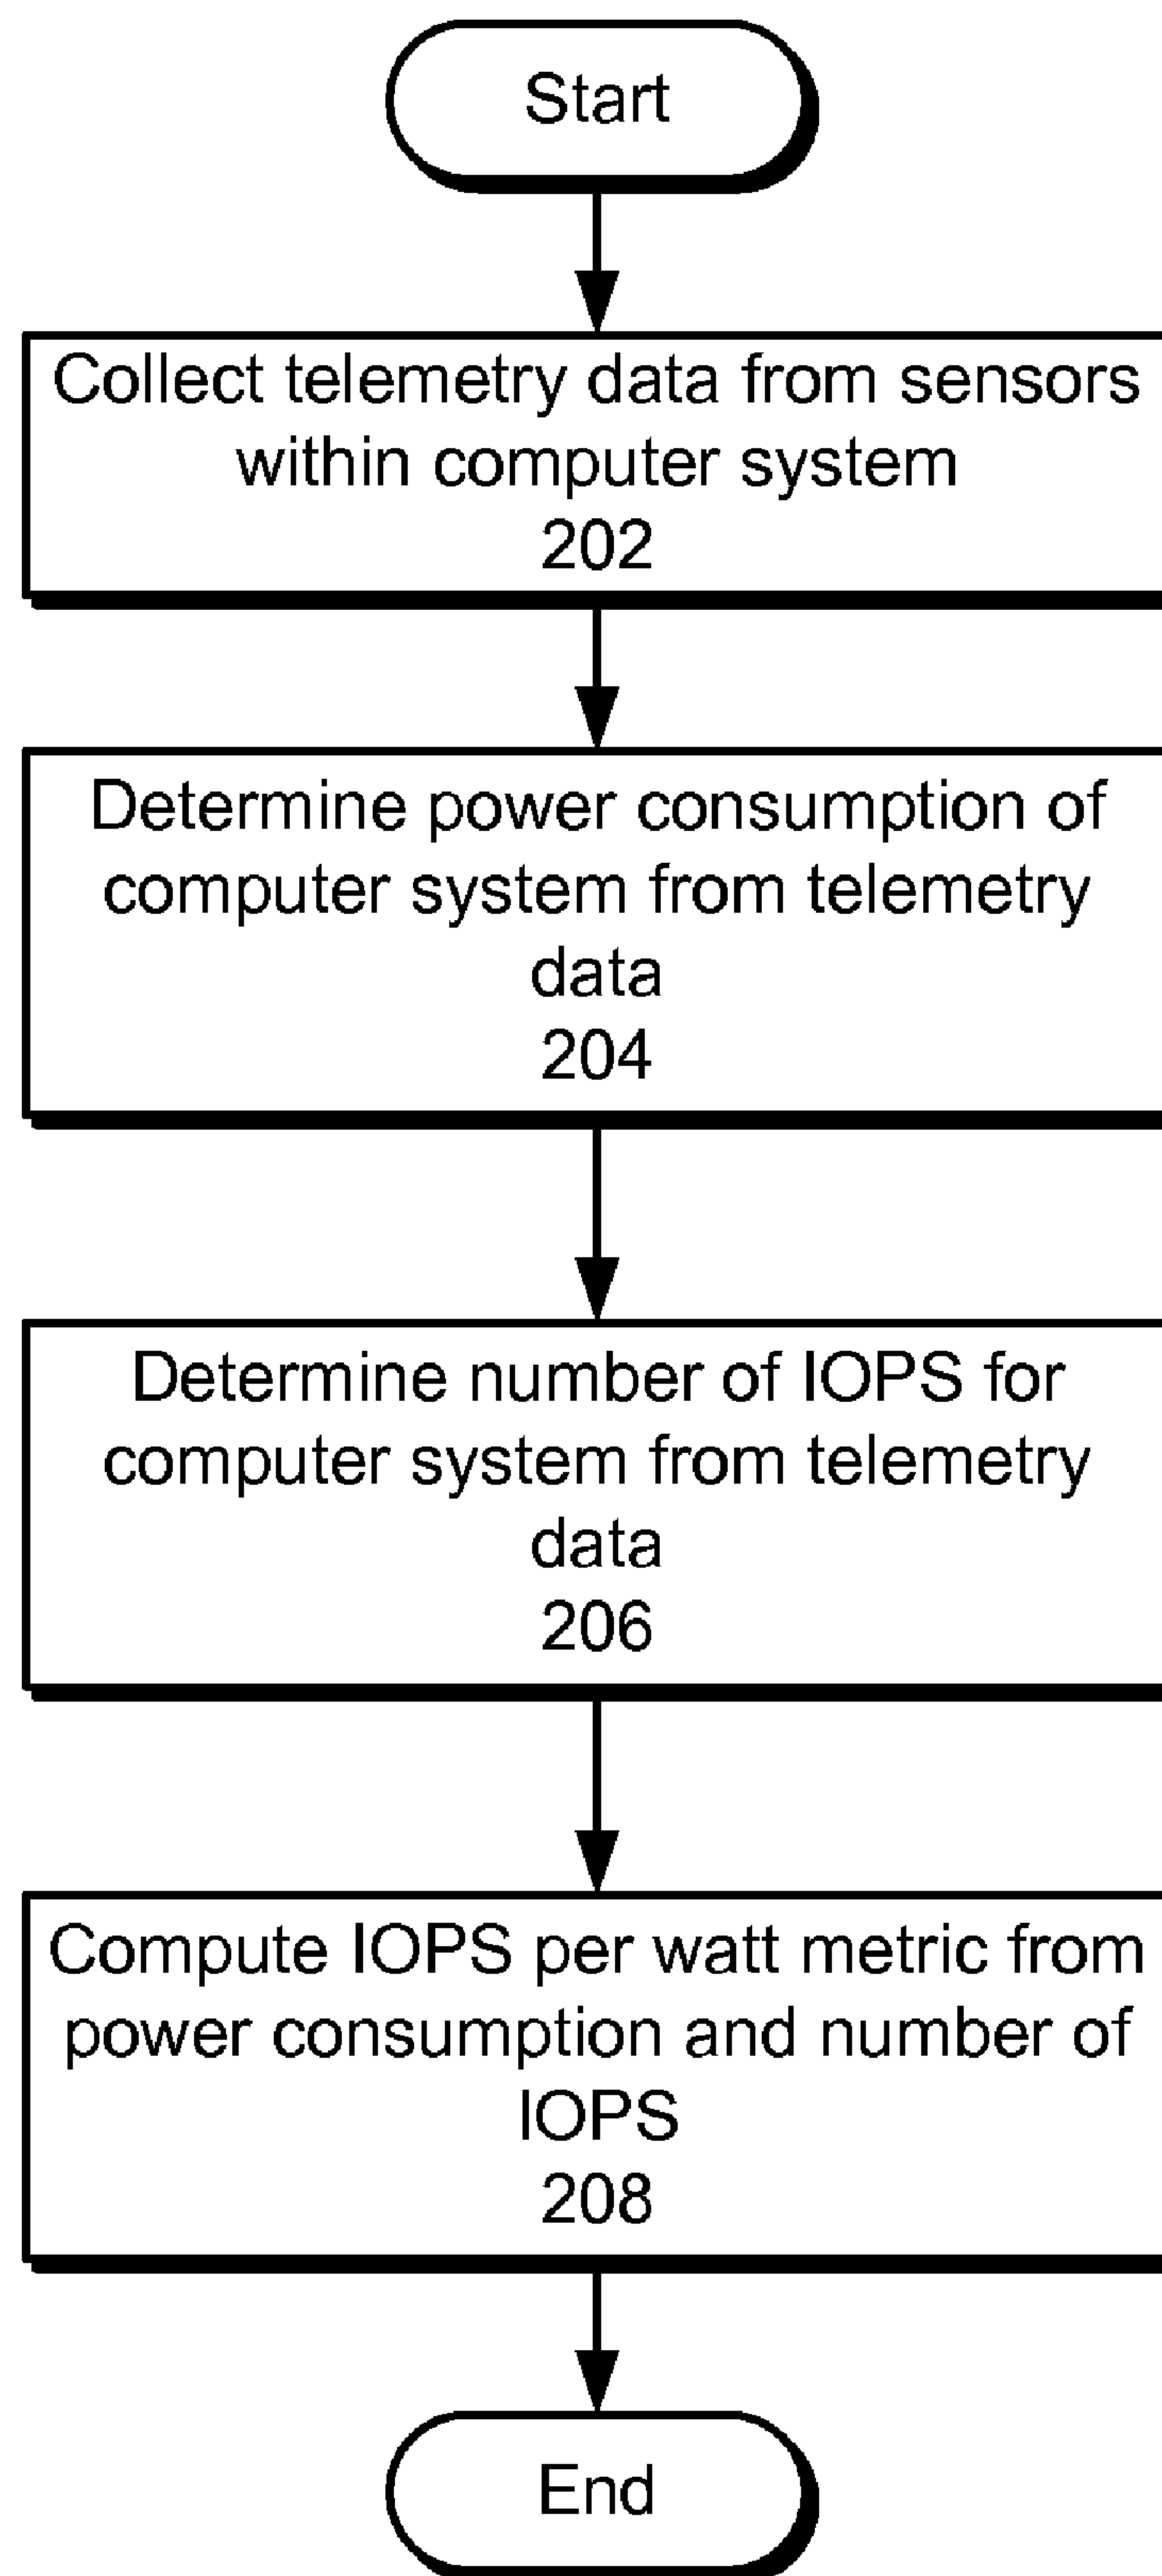 Start
Collect telemetry data from sensors
within computer system
202
Determine power consumption of
computer system from telemetry
data
204
Determine number of IOPS for
computer system from telemetry
data
206
Compute IOPS per watt metric from
power consumption and number of
IOPS
208
End